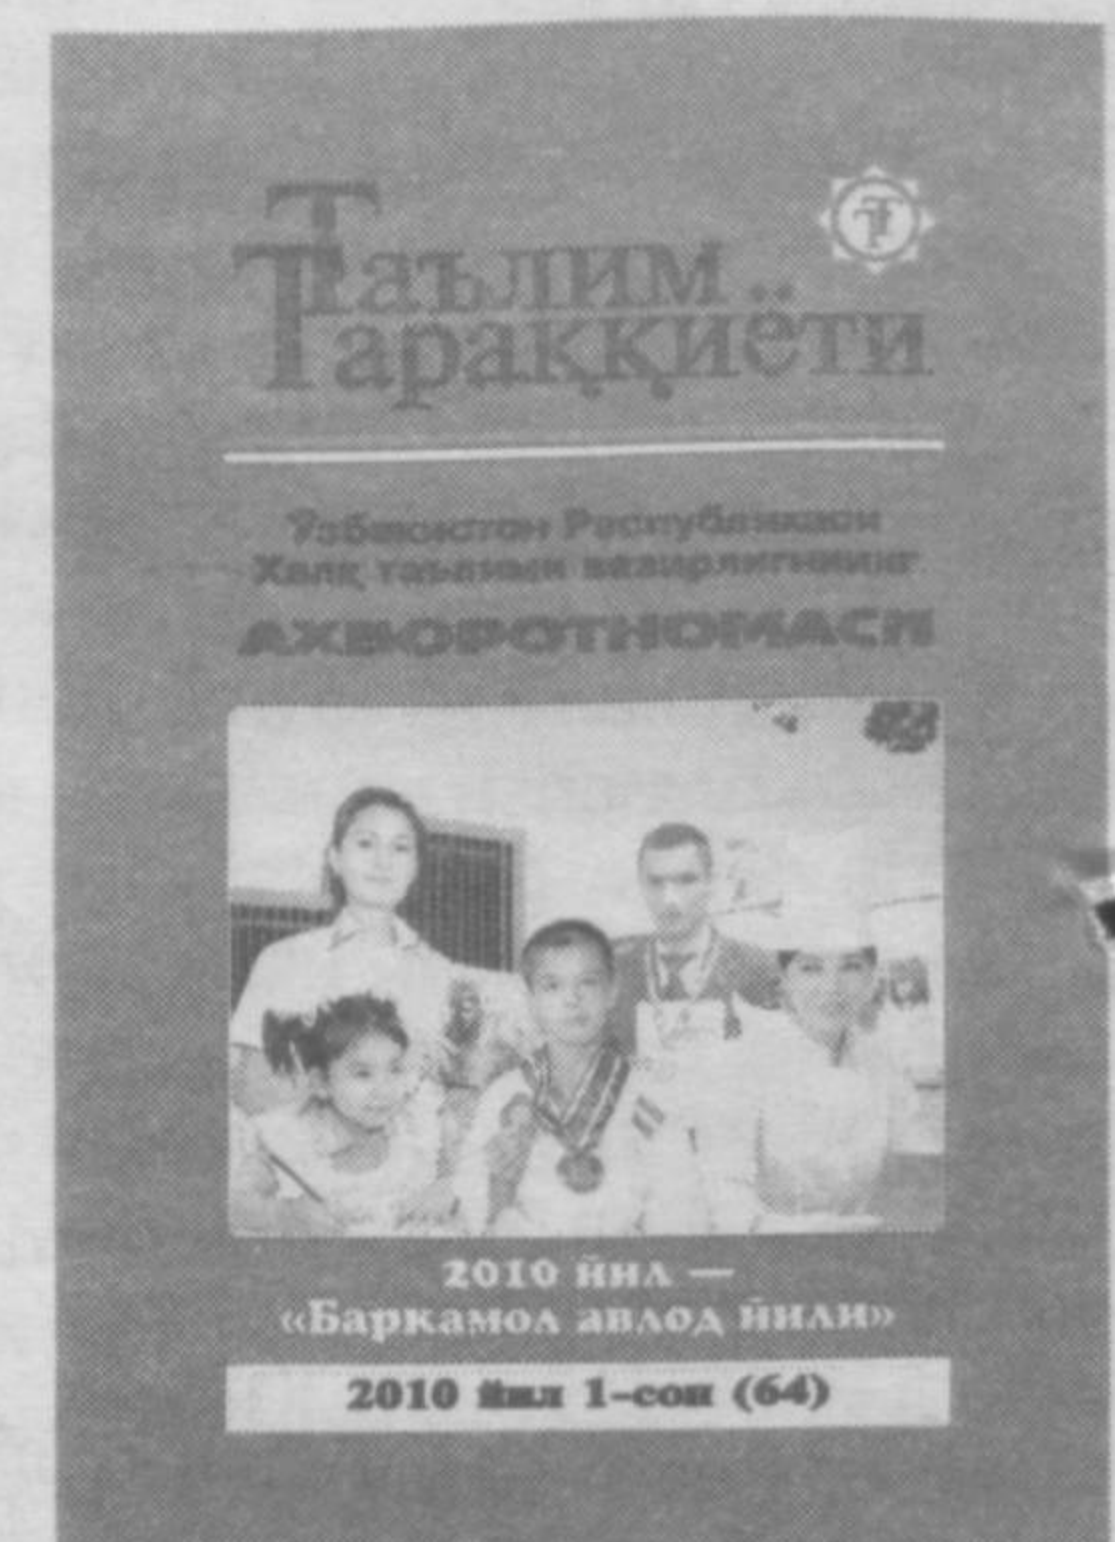 Таълим
Тараққиёти
Ўзбекистон Республикаси
Халқ таълими вазирлигининг
АХБОРОТНОМАСИ
2010 йил —
«Баркамол авлод йили»
2010 йил 1-сон (64)